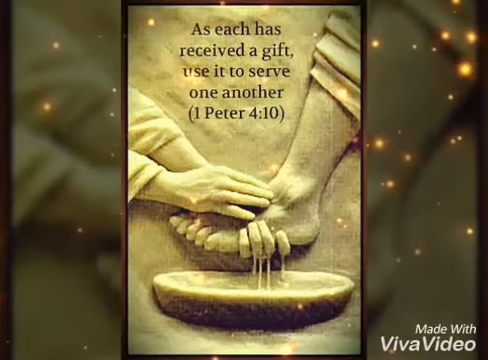 As each has
received a gift,
use it to serve
one another
(1 Peter 4:10)
Made With
VivaVideo